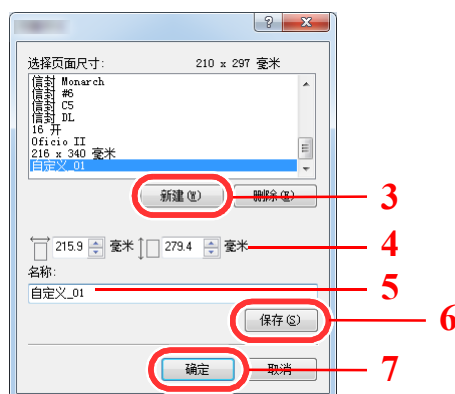 选择页面尺寸: 210 x 297 毫米
信封 Monarch
信封 #6
信封 C5
信封 DL
16 开
Oficio II
216 x 340 毫米
自定义_01
新建(W) 删除(E) 3
215.9 毫米 279.4 毫米 4
名称:
自定义_01 5
保存(S) 6
确定 取消 7